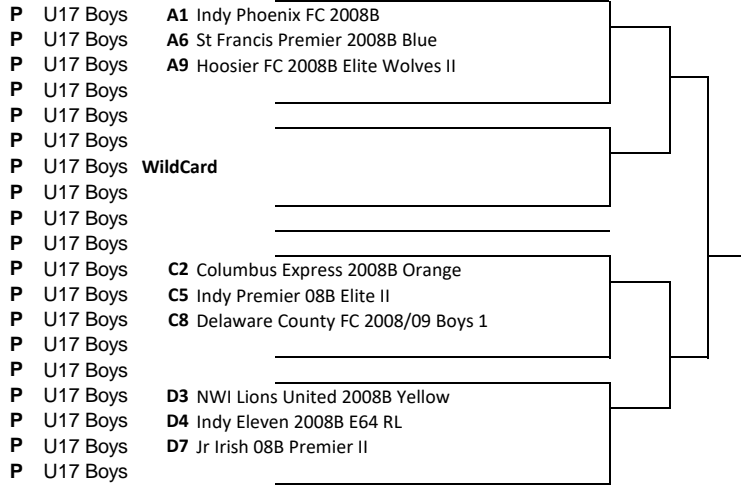 P U17 Boys A1 Indy Phoenix FC 2008B
P U17 Boys A6 St Francis Premier 2008B Blue
P U17 Boys A9 Hoosier FC 2008B Elite Wolves II
P U17 Boys
P U17 Boys
P U17 Boys
P U17 Boys WildCard
P U17 Boys
P U17 Boys
P U17 Boys
P U17 Boys C2 Columbus Express 2008B Orange
P U17 Boys C5 Indy Premier 08B Elite II
P U17 Boys C8 Delaware County FC 2008/09 Boys 1
P U17 Boys
P U17 Boys
P U17 Boys D3 NWI Lions United 2008B Yellow
P U17 Boys D4 Indy Eleven 2008B E64 RL
P U17 Boys D7 Jr Irish 08B Premier II
P U17 Boys